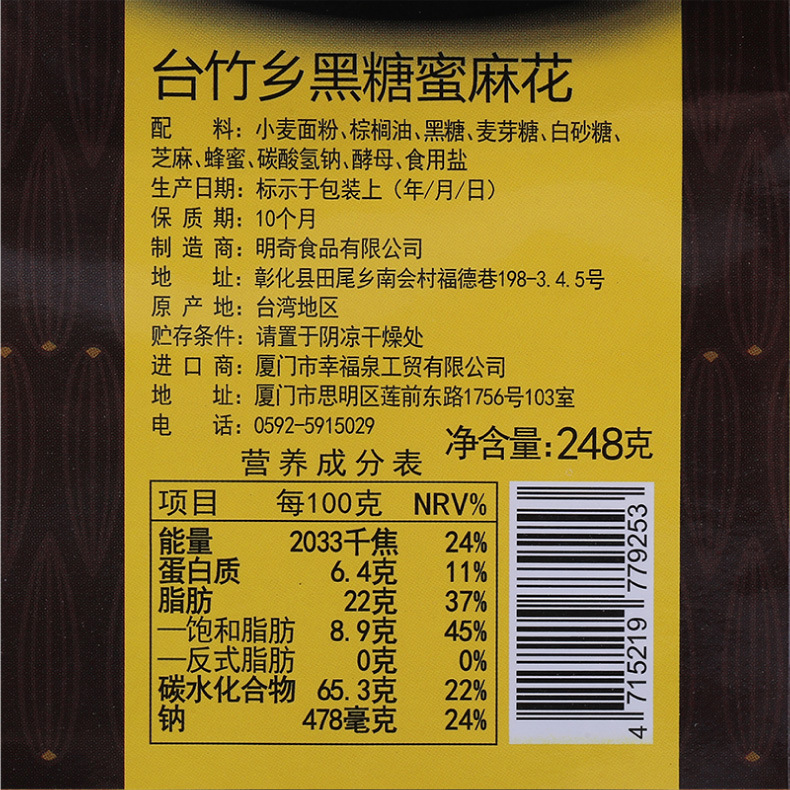 台竹乡黑糖蜜麻花
配　料：小麦面粉、棕榈油、黑糖、麦芽糖、白砂糖、
芝麻、蜂蜜、碳酸氢钠、酵母、食用盐
生产日期：标示于包装上（年/月/日）
保 质 期：10个月
制 造 商：明奇食品有限公司
地　址：彰化县田尾乡南会村福德巷198-3.4.5号
原 产 地：台湾地区
贮存条件：请置于阴凉干燥处
进 口 商：厦门市幸福泉工贸有限公司
地　址：厦门市思明区莲前东路1756号103室
电　话：0592-5915029
净含量：248克
营养成分表
项目 每100克 NRV%
能量 2033千焦 24%
蛋白质 6.4克 11%
脂肪 22克 37%
—饱和脂肪 8.9克 45%
—反式脂肪 0克 0%
碳水化合物 65.3克 22%
钠 478毫克 24%
4 715219 779253